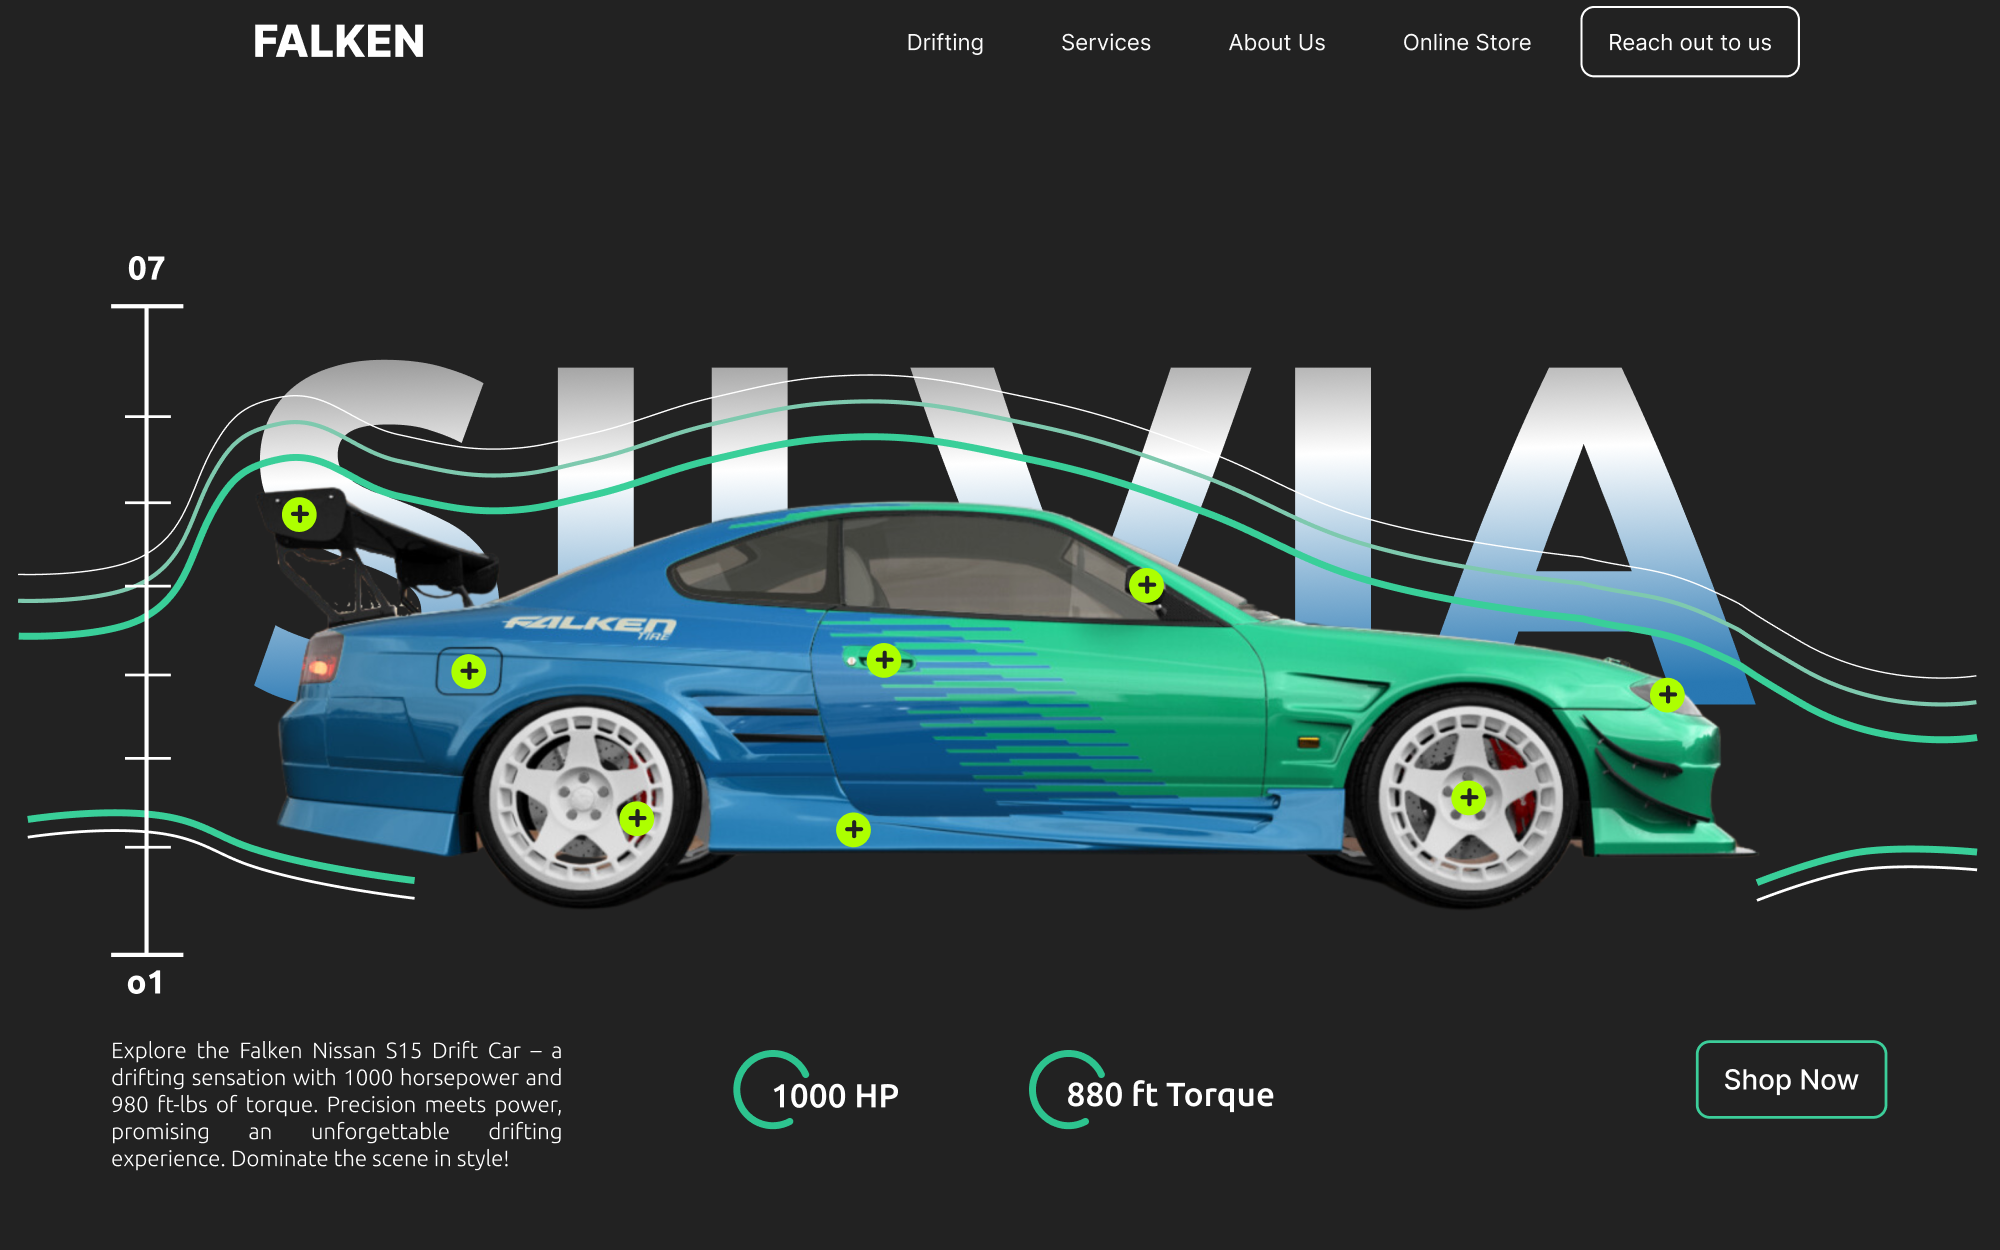 FALKEN
Drifting Services About Us Online Store Reach out to us
07
SILVIA
FALKEN
TIRE
o1
Explore the Falken Nissan S15 Drift Car – a
drifting sensation with 1000 horsepower and
980 ft-lbs of torque. Precision meets power,
promising an unforgettable drifting
experience. Dominate the scene in style!
1000 HP
880 ft Torque
Shop Now